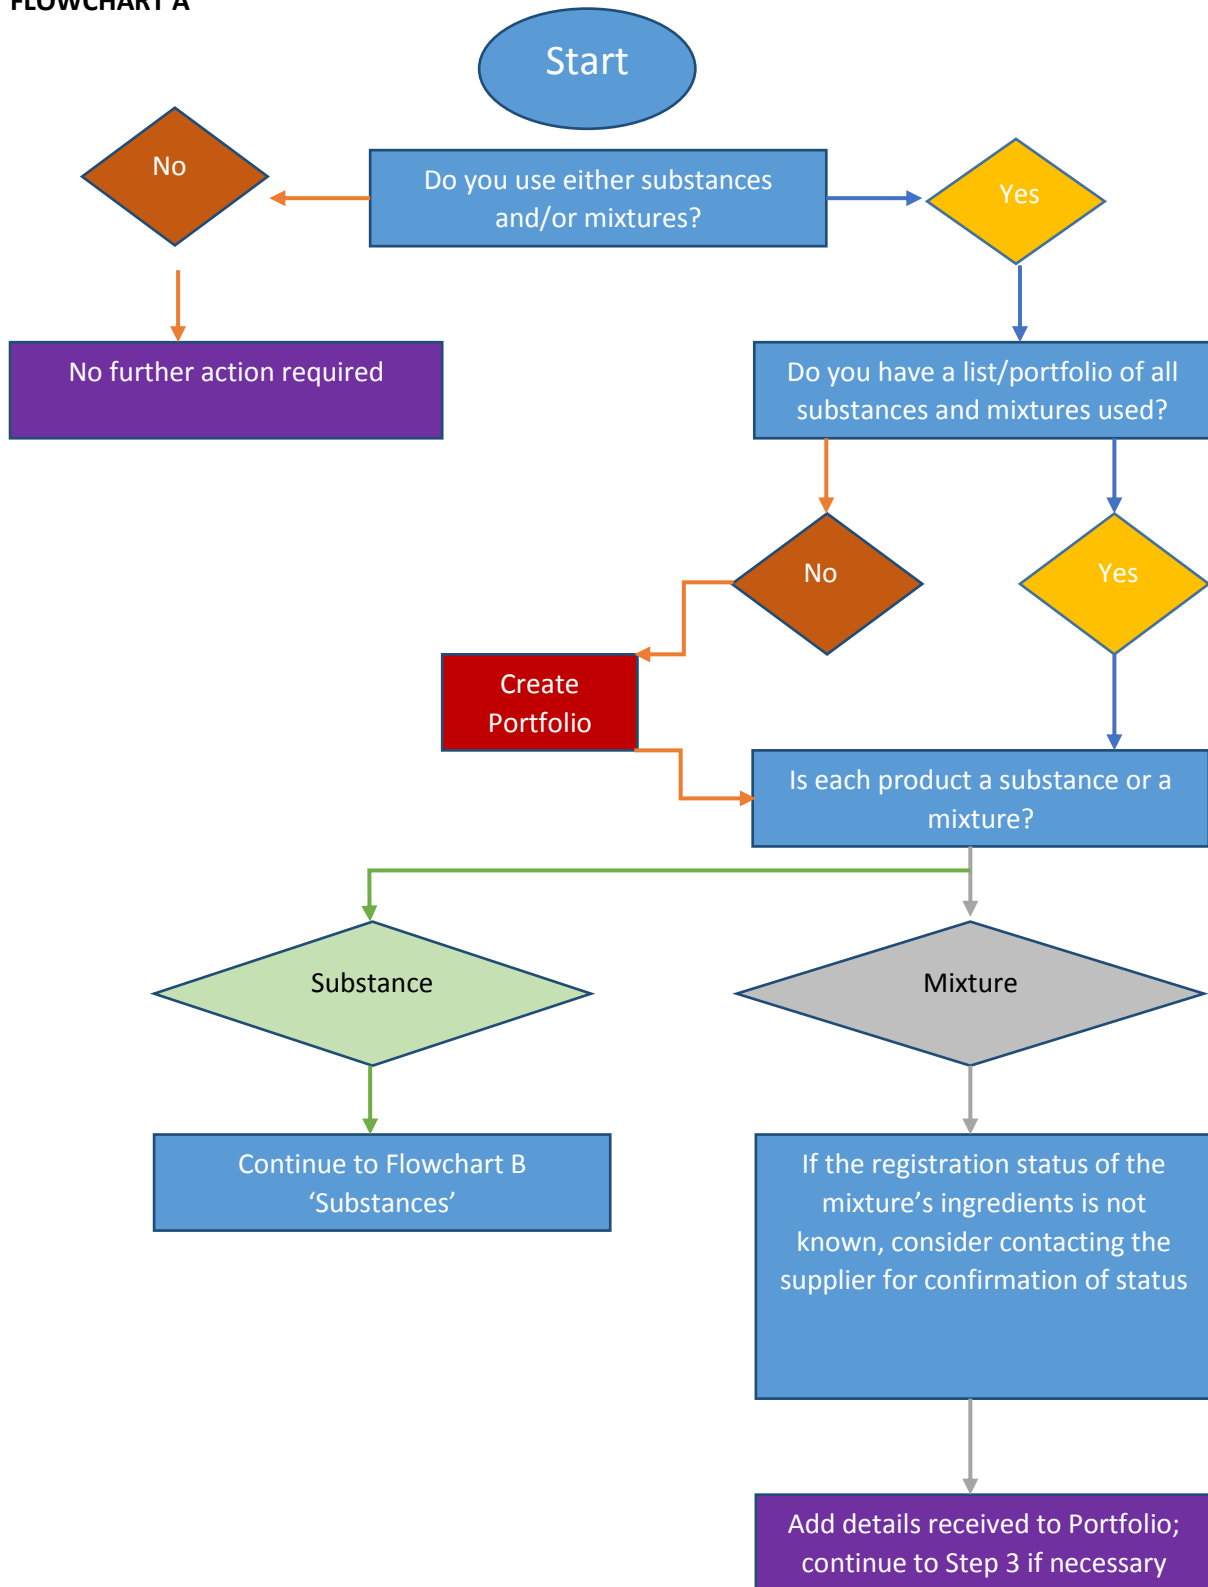 FLOWCHART A
Start
No
Do you use either substances
and/or mixtures?
Yes
No further action required
Do you have a list/portfolio of all
substances and mixtures used?
No
Yes
Create
Portfolio
Is each product a substance or a
mixture?
Substance
Mixture
Continue to Flowchart B
‘Substances’
If the registration status of the
mixture’s ingredients is not
known, consider contacting the
supplier for confirmation of status
Add details received to Portfolio;
continue to Step 3 if necessary